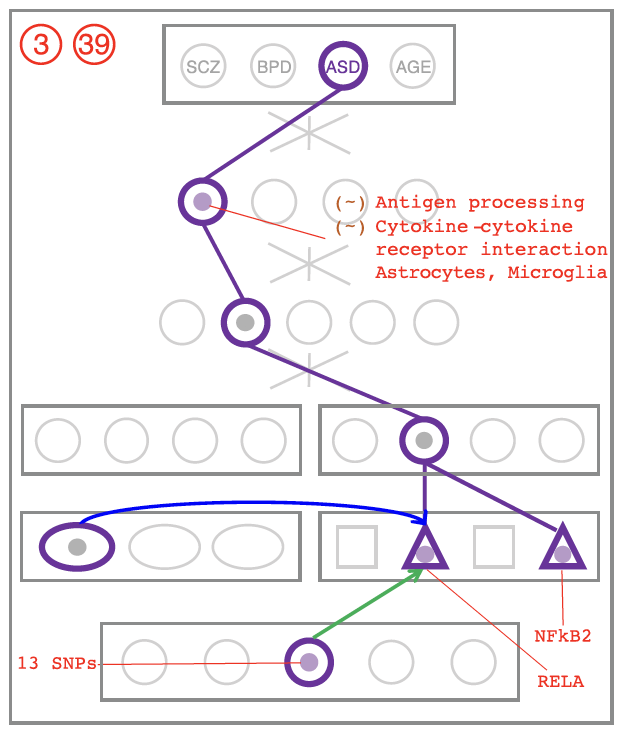 3 39
SCZ BPD ASD AGE
(~) Antigen processing
(~) Cytokine-cytokine
receptor interaction
Astrocytes, Microglia
NFkB2
13 SNPs
RELA